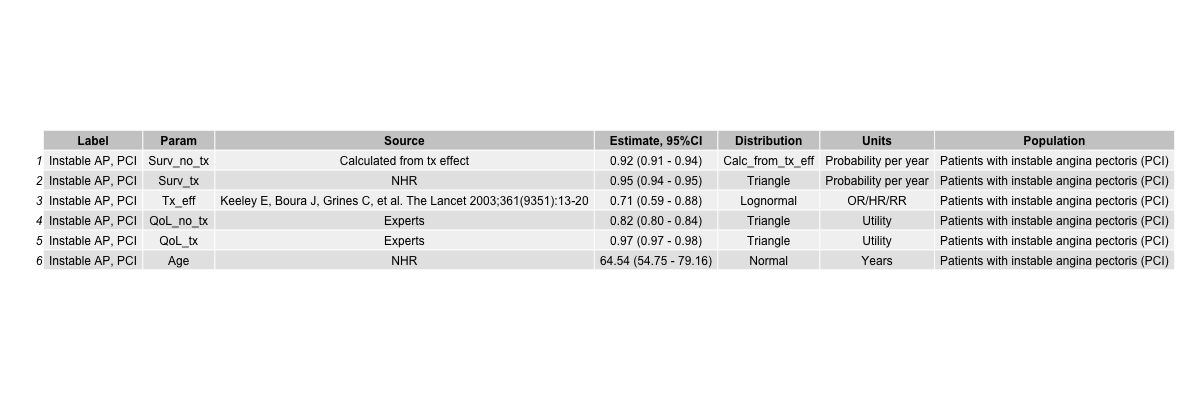 Label Param Source Estimate, 95%CI Distribution Units Population
1 Instable AP, PCI Surv_no_tx Calculated from tx effect 0.92 (0.91 - 0.94) Calc_from_tx_eff Probability per year Patients with instable angina pectoris (PCI)
2 Instable AP, PCI Surv_tx NHR 0.95 (0.94 - 0.95) Triangle Probability per year Patients with instable angina pectoris (PCI)
3 Instable AP, PCI Tx_eff Keeley E, Boura J, Grines C, et al. The Lancet 2003;361(9351):13-20 0.71 (0.59 - 0.88) Lognormal OR/HR/RR Patients with instable angina pectoris (PCI)
4 Instable AP, PCI QoL_no_tx Experts 0.82 (0.80 - 0.84) Triangle Utility Patients with instable angina pectoris (PCI)
5 Instable AP, PCI QoL_tx Experts 0.97 (0.97 - 0.98) Triangle Utility Patients with instable angina pectoris (PCI)
6 Instable AP, PCI Age NHR 64.54 (54.75 - 79.16) Normal Years Patients with instable angina pectoris (PCI)